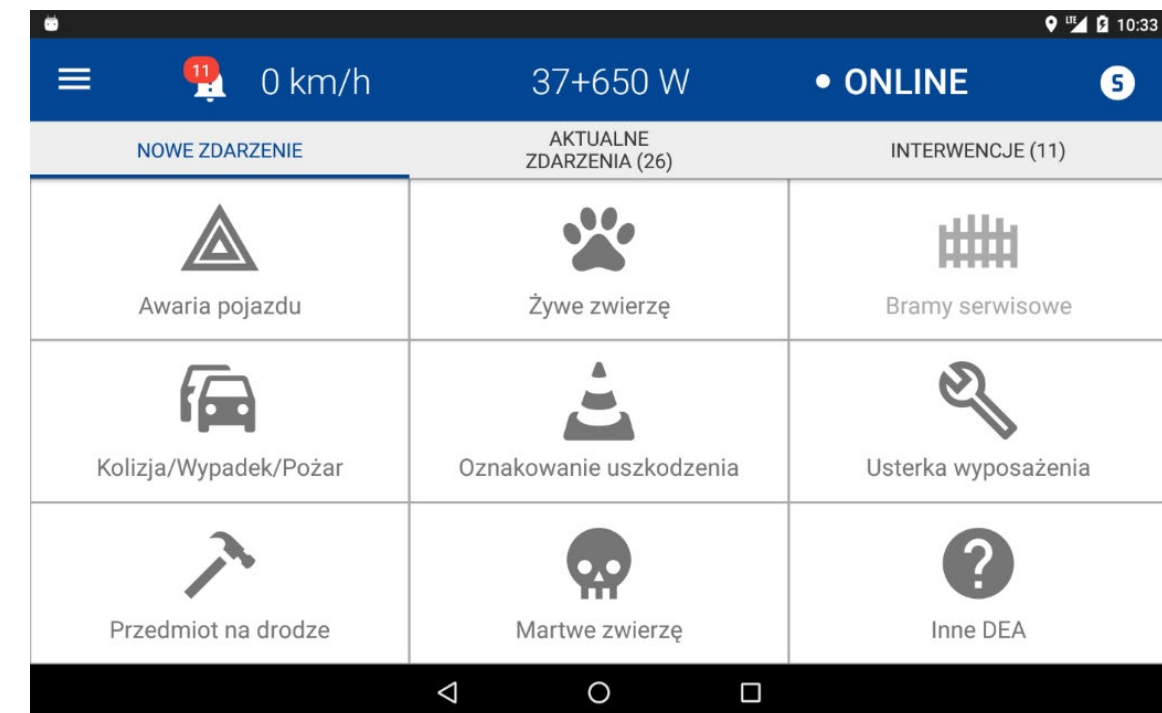 LTE 10:33
11 0 km/h 37+650 W • ONLINE S
NOWE ZDARZENIE
AKTUALNE
ZDARZENIA (26)
INTERWENCJE (11)
Awaria pojazdu
Żywe zwierzę
Bramy serwisowe
Kolizja/Wypadek/Pożar
Oznakowanie uszkodzenia
Usterka wyposażenia
?
Przedmiot na drodze
Martwe zwierzę
Inne DEA